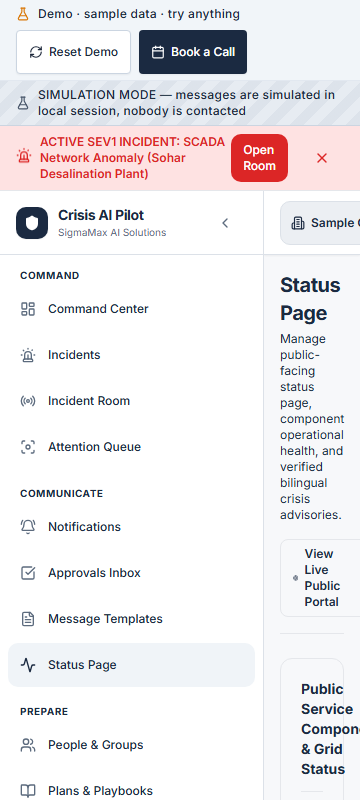 Demo · sample data · try anything
Reset Demo
Book a Call
SIMULATION MODE — messages are simulated in
local session, nobody is contacted
ACTIVE SEV1 INCIDENT: SCADA
Network Anomaly (Sohar
Desalination Plant)
Open
Room
Crisis AI Pilot
SigmaMax AI Solutions
COMMAND
Command Center
Incidents
Incident Room
Attention Queue
COMMUNICATE
Notifications
Approvals Inbox
Message Templates
Status Page
PREPARE
People & Groups
Plans & Playbooks
Sample
Status
Page
Manage
public-
facing
status
page,
component
operational
health, and
verified
bilingual
crisis
advisories.
View
Live
Public
Portal
Public
Service
& Grid
Status